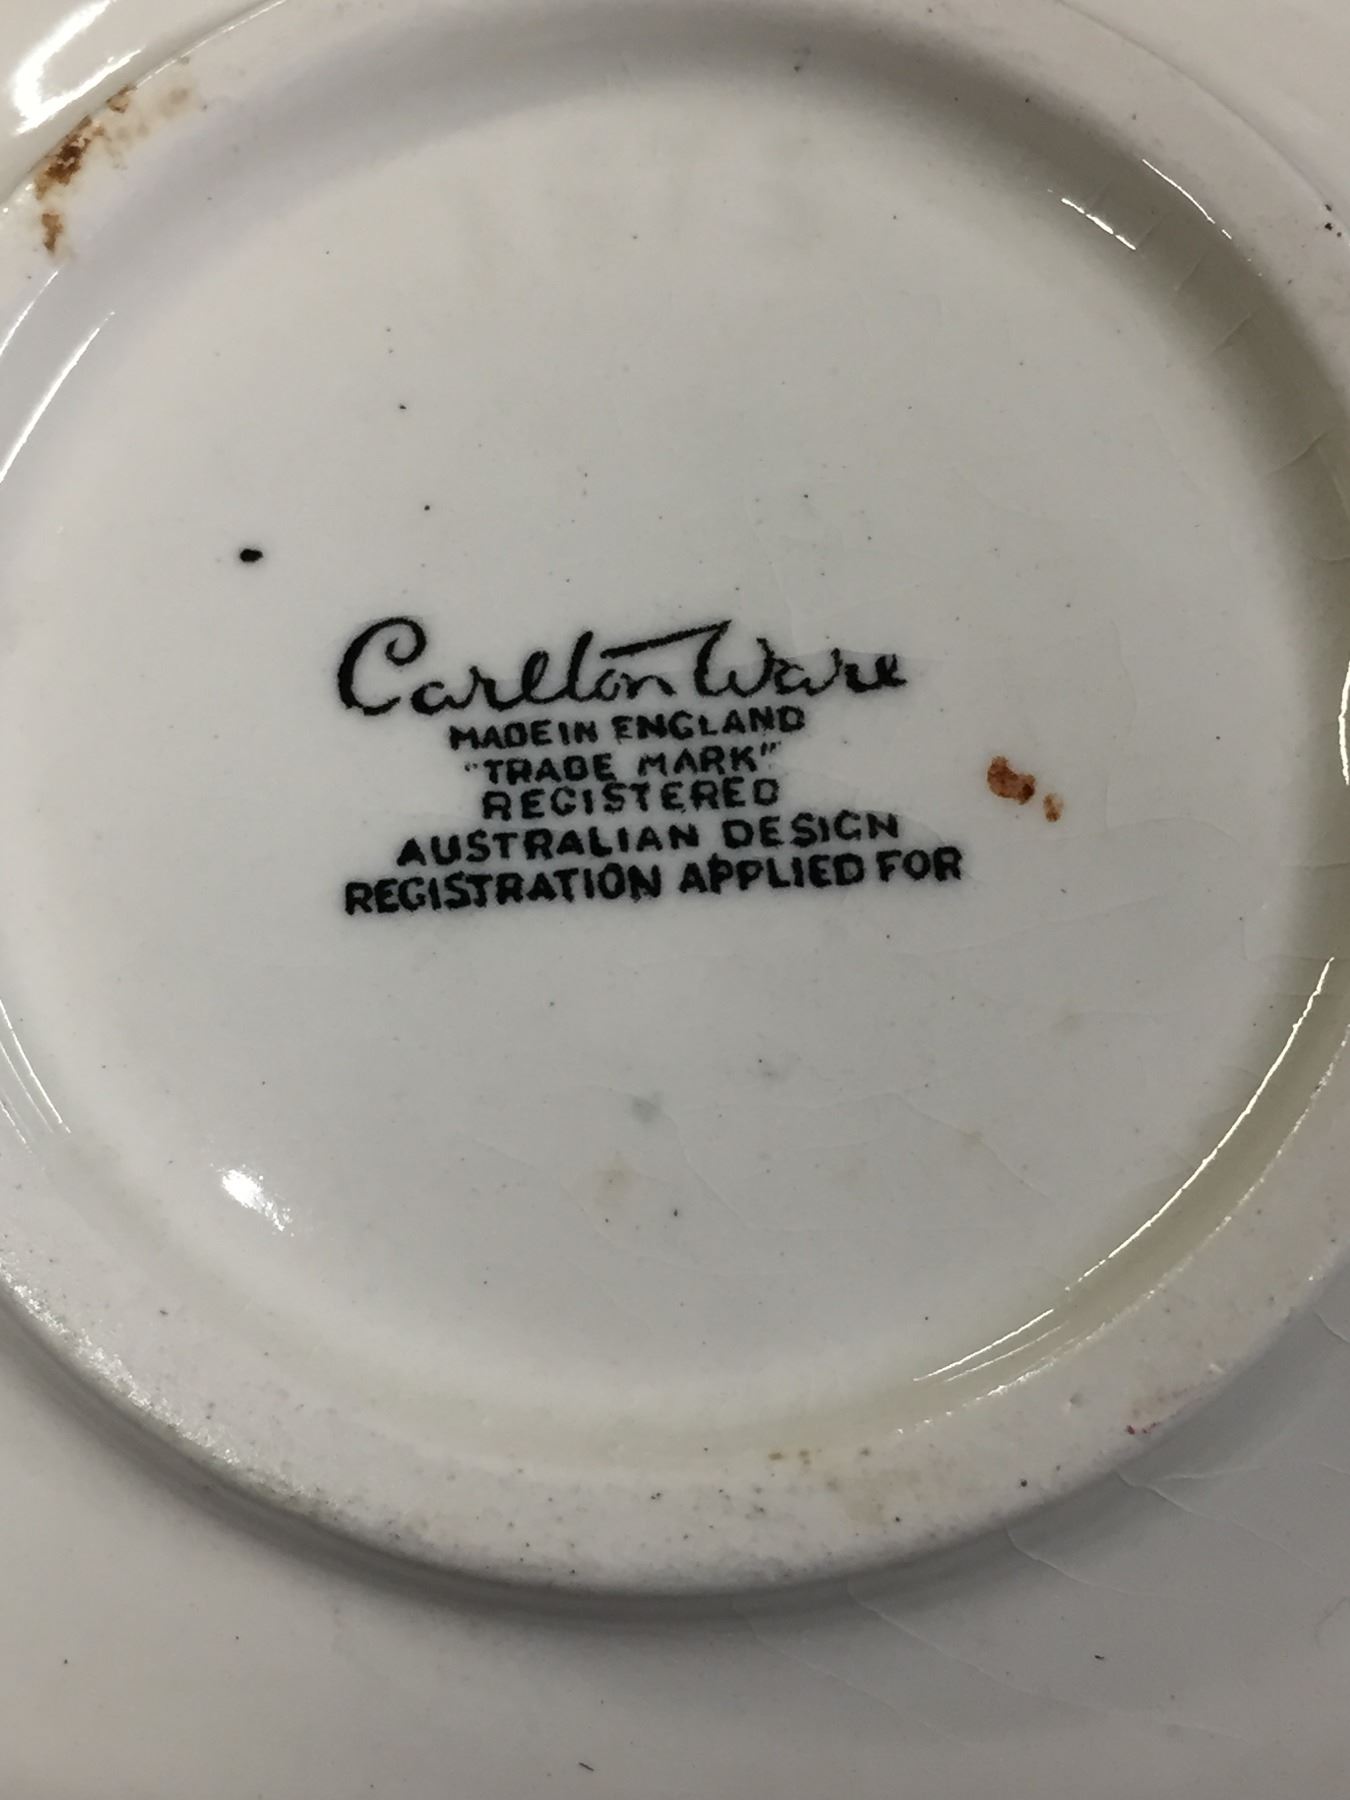 Carlton Ware
MADE IN ENGLAND
"TRADE MARK"
REGISTERED
AUSTRALIAN DESIGN
REGISTRATION APPLIED FOR